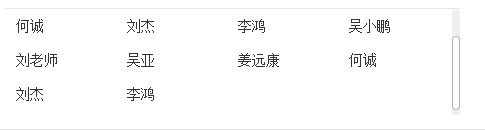 何诚 刘杰 李鸿 吴小鹏
刘老师 吴亚 姜远康 何诚
刘杰 李鸿